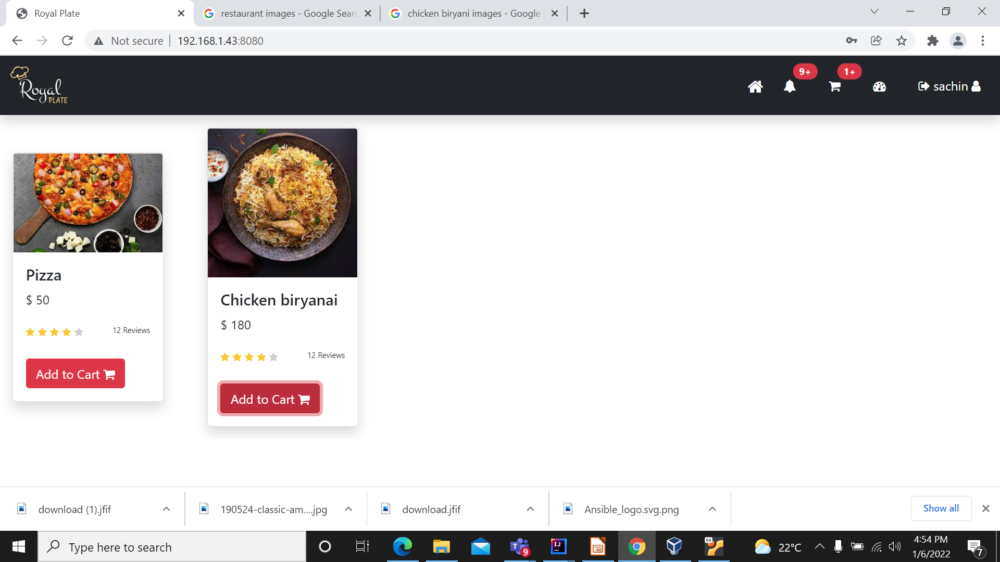 Royal Plate
restaurant images - Google Searc
chicken biryani images - Google S
Not secure
192.168.1.43:8080
Royal
PLATE
9+
1+
sachin
Pizza
$ 50
12 Reviews
Add to Cart
Chicken biryanai
$ 180
12 Reviews
Add to Cart
download (1).jfif
190524-classic-am....jpg
download.jfif
Ansible_logo.svg.png
Show all
Type here to search
T
9
IJ
64
22°C
4:54 PM
1/6/2022
7